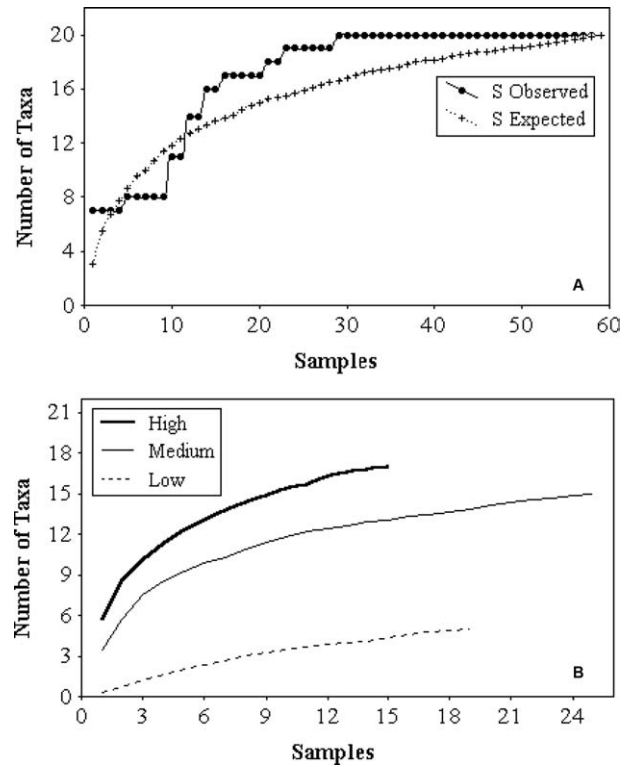 20
16
12
8
4
0
Number of Taxa
S Observed
S Expected
A
0 10 20 30 40 50 60
Samples
21
18
15
12
9
6
3
0
Number of Taxa
High
Medium
Low
B
0 3 6 9 12 15 18 21 24
Samples